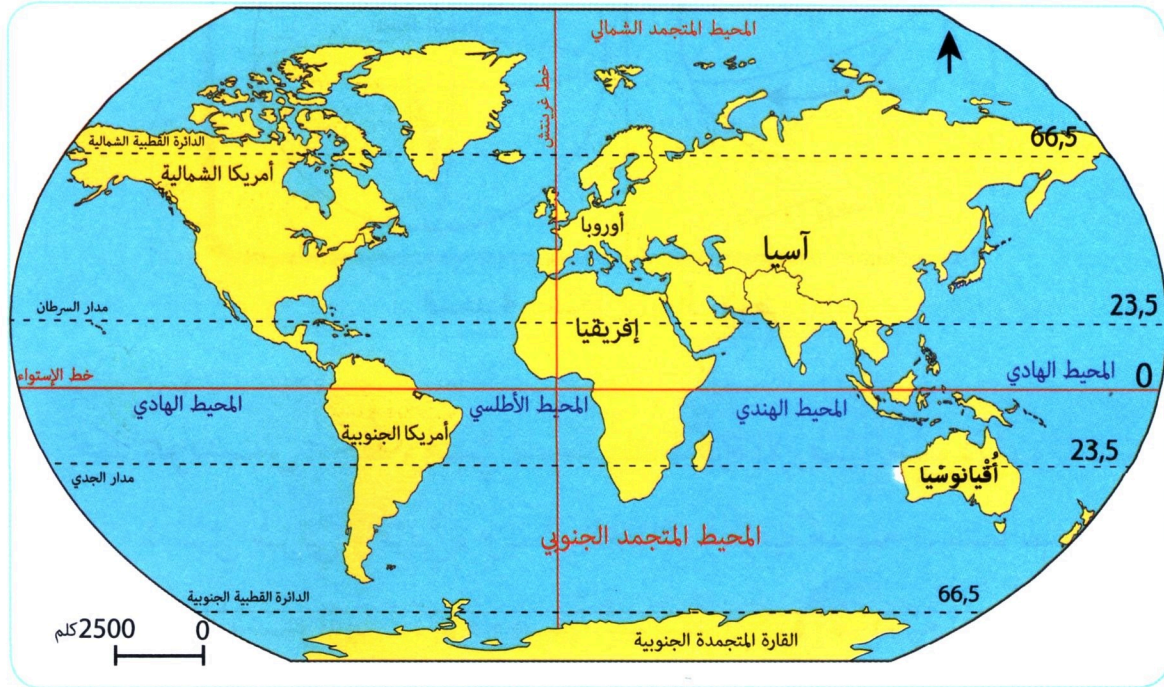 المحيط المتجمد الشمالي
خط غرينتش
الدائرة القطبية الشمالية
66,5
أمريكا الشمالية
أوروبا
آسيا
مدار السرطان
23,5
إفريقيا
خط الإستواء
المحيط الهادي
0
المحيط الهادي
المحيط الأطلسي
المحيط الهندي
أمريكا الجنوبية
23,5
أُقْيانوسْيا
مدار الجدي
المحيط المتجمد الجنوبي
الدائرة القطبية الجنوبية
66,5
القارة المتجمدة الجنوبية
0 2500 كلم